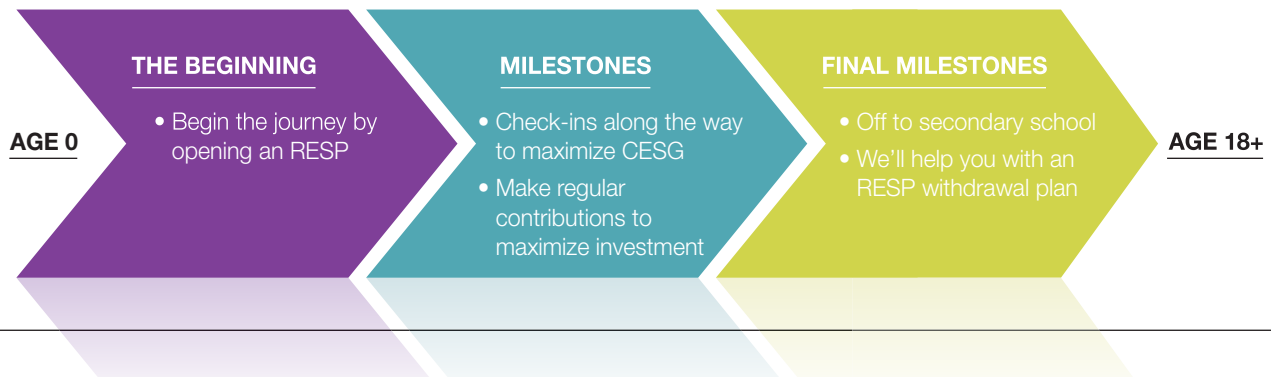 AGE 0
THE BEGINNING
• Begin the journey by
opening an RESP
MILESTONES
• Check-ins along the way
to maximize CESG
• Make regular
contributions to
maximize investment
FINAL MILESTONES
• Off to secondary school
• We’ll help you with an
RESP withdrawal plan
AGE 18+